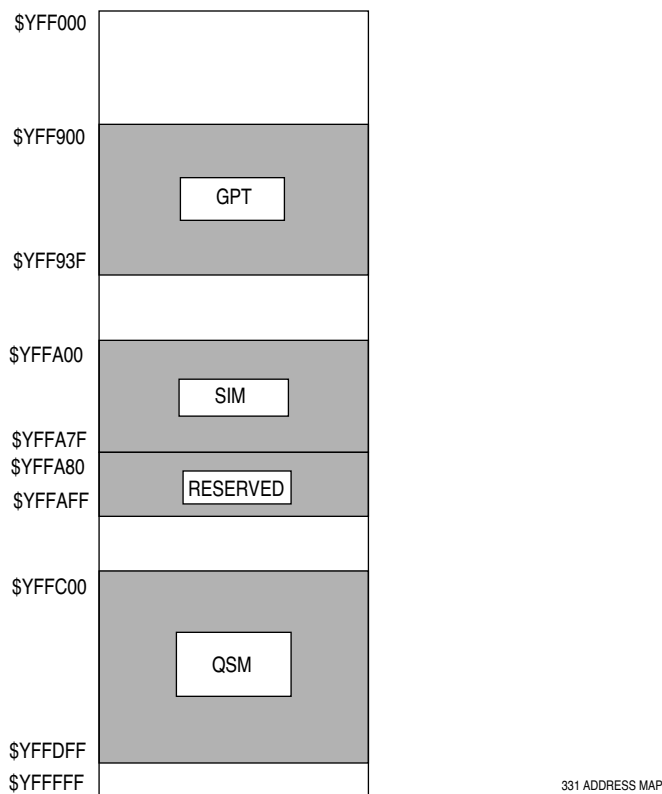 $YFF000
$YFF900
GPT
$YFF93F
$YFFA00
SIM
$YFFA7F
$YFFA80
RESERVED
$YFFAFF
$YFFC00
QSM
$YFFDFF
$YFFFFF
331 ADDRESS MAP